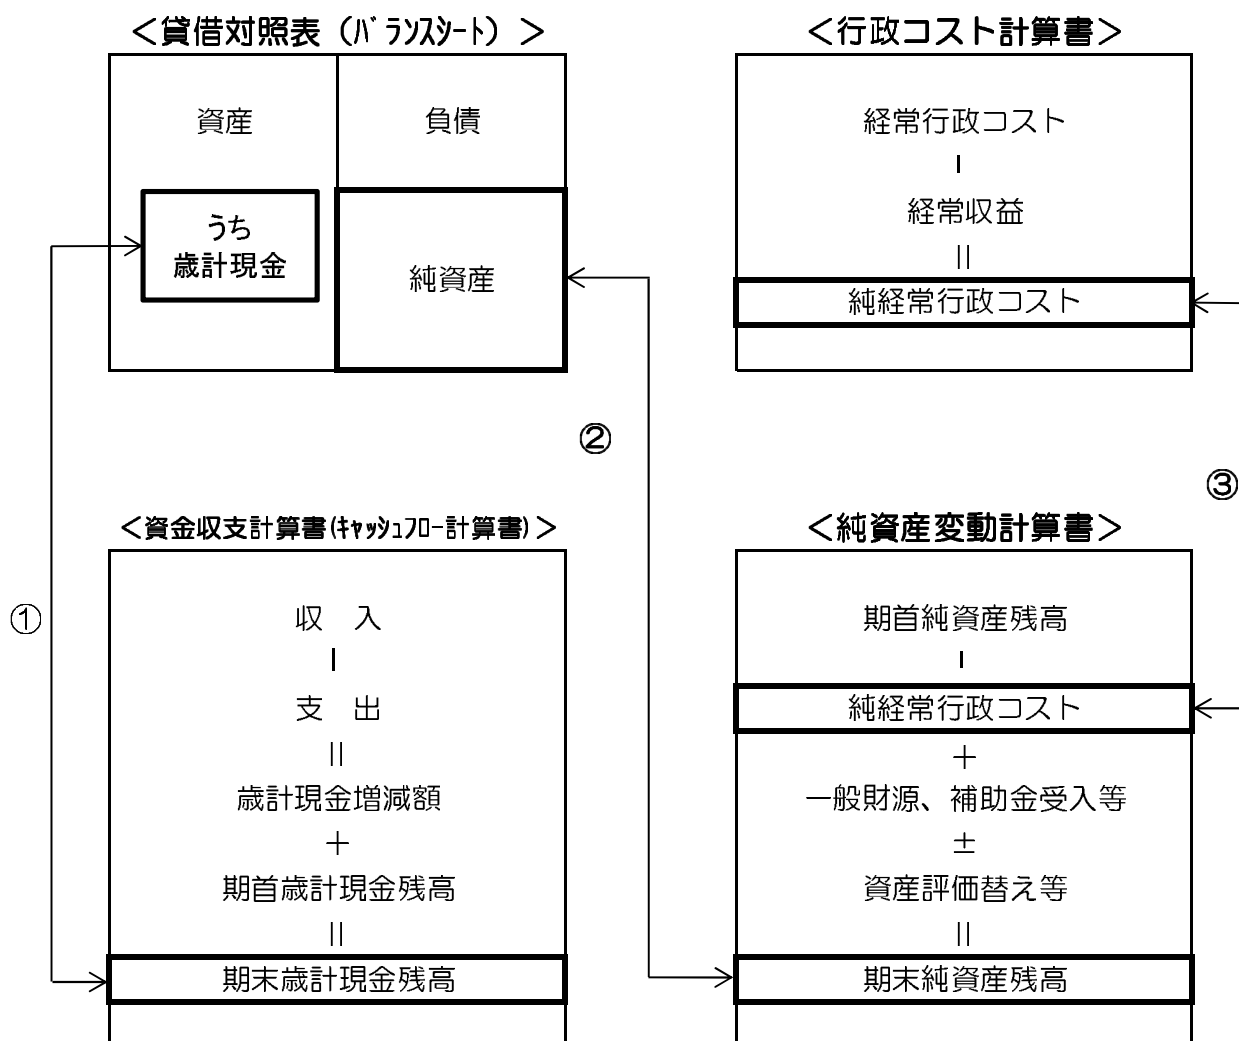 ＜貸借対照表（ﾊﾞﾗﾝｽｼｰﾄ）＞
資産
負債
うち
歳計現金
純資産
＜行政コスト計算書＞
経常行政コスト
－
経常収益
＝
純経常行政コスト
①
②
③
＜資金収支計算書(ｷｬｯｼｭﾌﾛｰ計算書)＞
収　入
－
支　出
＝
歳計現金増減額
＋
期首歳計現金残高
＝
期末歳計現金残高
＜純資産変動計算書＞
期首純資産残高
－
純経常行政コスト
＋
一般財源、補助金受入等
±
資産評価替え等
＝
期末純資産残高